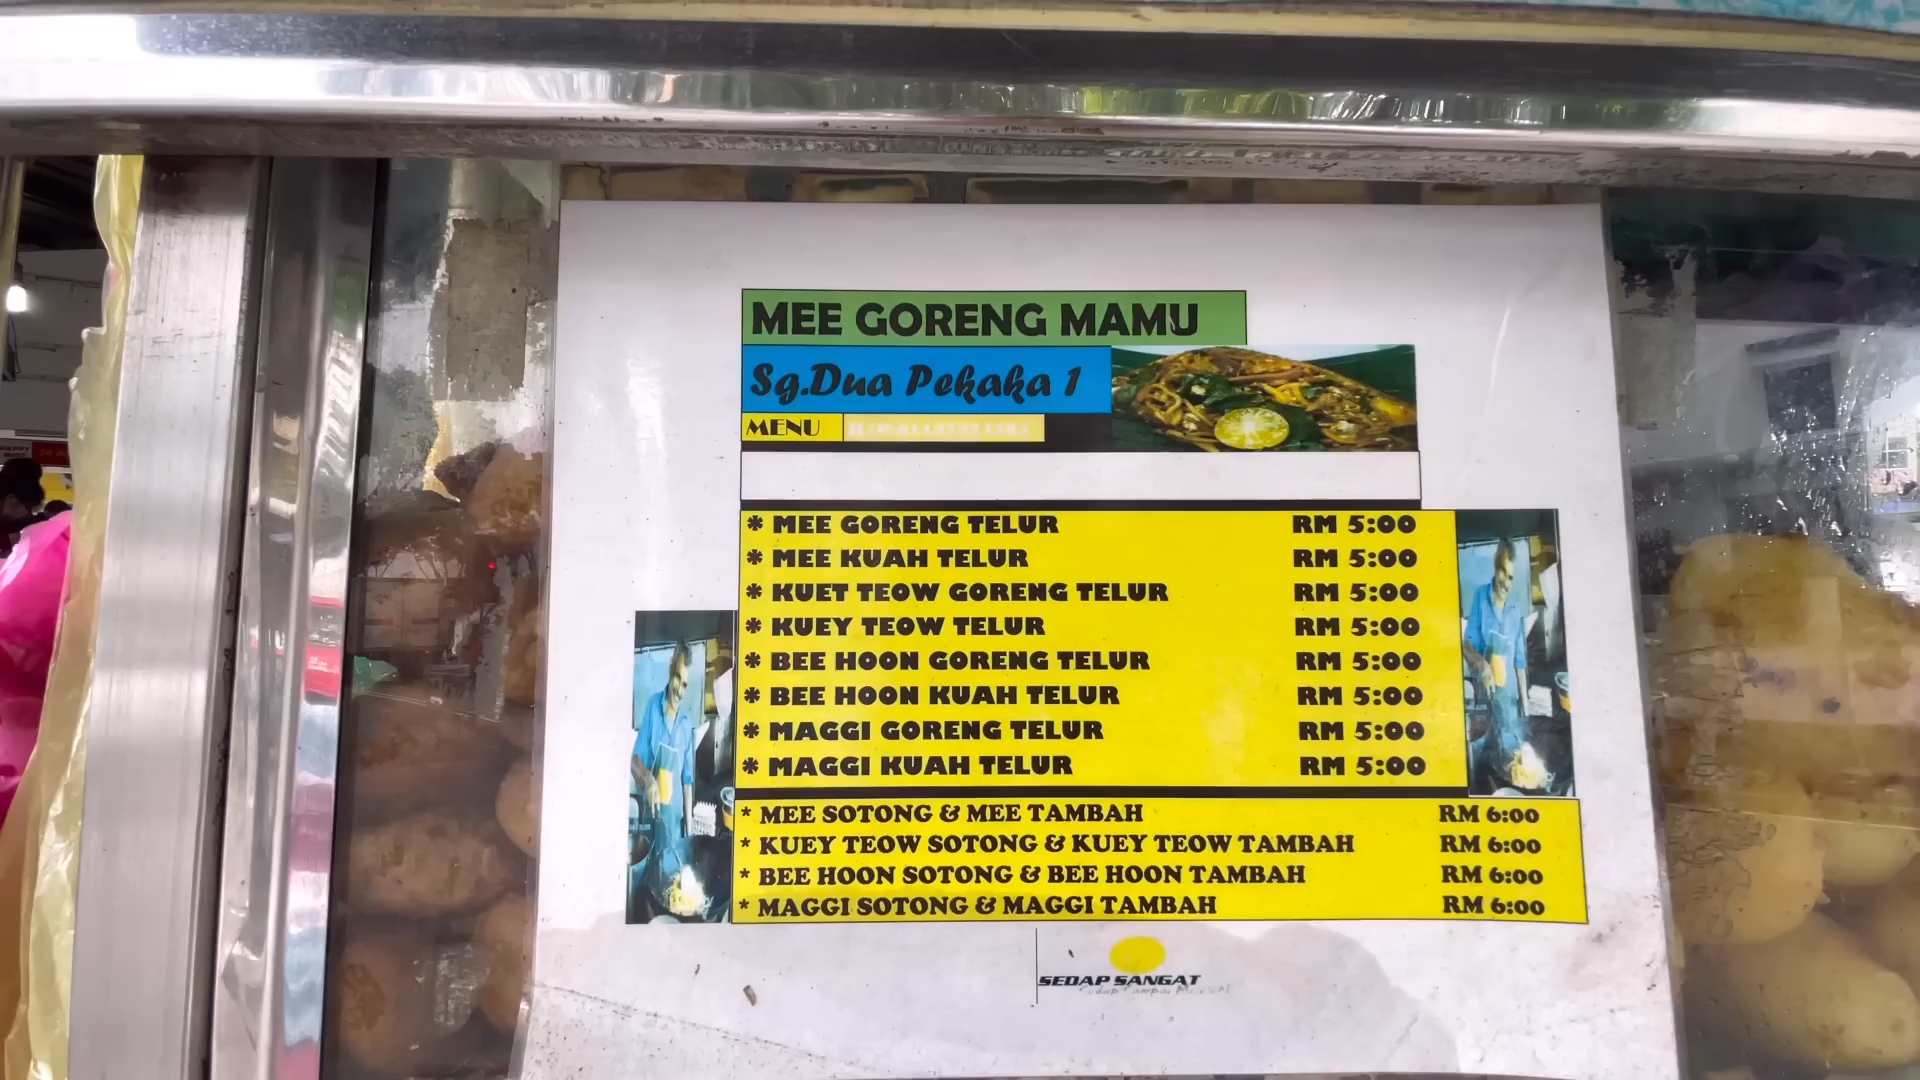 MEE GORENG MAMU
Sg.Dua Pekaka 1
MENU
* MEE GORENG TELUR RM 5:00
* MEE KUAH TELUR RM 5:00
* KUET TEOW GORENG TELUR RM 5:00
* KUEY TEOW TELUR RM 5:00
* BEE HOON GORENG TELUR RM 5:00
* BEE HOON KUAH TELUR RM 5:00
* MAGGI GORENG TELUR RM 5:00
* MAGGI KUAH TELUR RM 5:00
* MEE SOTONG & MEE TAMBAH RM 6:00
* KUEY TEOW SOTONG & KUEY TEOW TAMBAH RM 6:00
* BEE HOON SOTONG & BEE HOON TAMBAH RM 6:00
* MAGGI SOTONG & MAGGI TAMBAH RM 6:00
SEDAP SANGAT